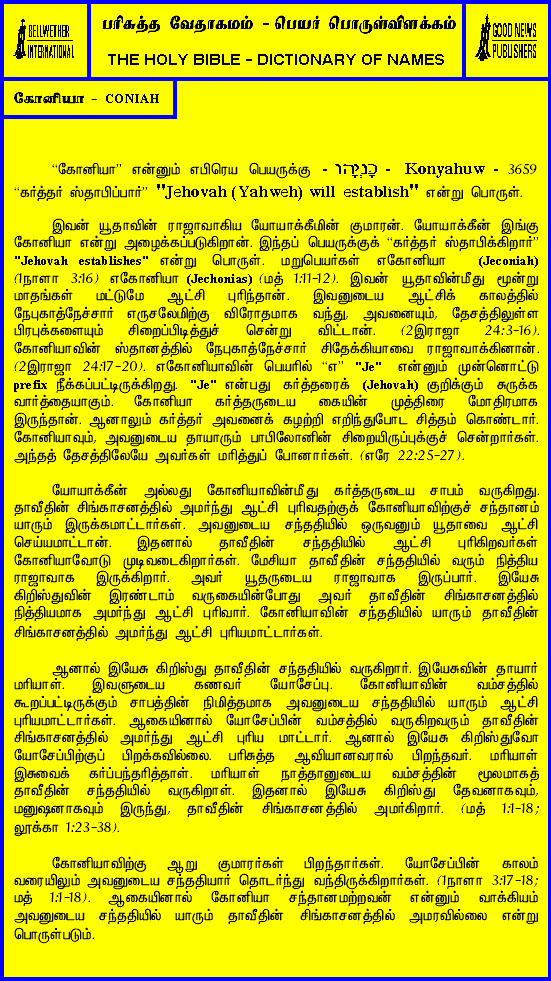 BELLWETHER
INTERNATIONAL
பரிசுத்த வேதாகமம் - பெயர் பொருள்விளக்கம்
THE HOLY BIBLE - DICTIONARY OF NAMES
GOOD NEWS
PUBLISHERS
கோனியா - CONIAH
“கோனியா” என்னும் எபிரெய பெயருக்கு - כָּנְיָהוּ - Konyahuw - 3659
“கர்த்தர் ஸ்தாபிப்பார்” "Jehovah (Yahweh) will establish" என்று பொருள்.
இவன் யூதாவின் ராஜாவாகிய யோயாக்கீமின் குமாரன். யோயாக்கீன் இங்கு
கோனியா என்று அழைக்கப்படுகிறான். இந்தப் பெயருக்குக் “கர்த்தர் ஸ்தாபிக்கிறார்”
"Jehovah establishes" என்று பொருள். மறுபெயர்கள் எகோனியா (Jeconiah)
(1நாளா 3:16) எகோனியா (Jechonias) (மத் 1:11-12). இவன் யூதாவின்மீது மூன்று
மாதங்கள் மட்டுமே ஆட்சி புரிந்தான். இவனுடைய ஆட்சிக் காலத்தில்
நேபுகாத்நேச்சார் எருசலேமிற்கு விரோதமாக வந்து, அவனையும், தேசத்திலுள்ள
பிரபுக்களையும் சிறைப்பிடித்துச் சென்று விட்டான். (2இராஜா 24:3-16).
கோனியாவின் ஸ்தானத்தில் நேபுகாத்நேச்சார் சிதேக்கியாவை ராஜாவாக்கினான்.
(2இராஜா 24:17-20). எகோனியாவின் பெயரில் “எ” "Je" என்னும் முன்னொட்டு
prefix நீக்கப்பட்டிருக்கிறது. "Je" என்பது கர்த்தரைக் (Jehovah) குறிக்கும் சுருக்க
வார்த்தையாகும். கோனியா கர்த்தருடைய கையின் முத்திரை மோதிரமாக
இருந்தான். ஆனாலும் கர்த்தர் அவனைக் கழற்றி எறிந்துபோட சித்தம் கொண்டார்.
கோனியாவும், அவனுடைய தாயாரும் பாபிலோனின் சிறையிருப்புக்குச் சென்றார்கள்.
அந்தத் தேசத்திலேயே அவர்கள் மரித்துப் போனார்கள். (எரே 22:25-27).
யோயாக்கீன் அல்லது கோனியாவின்மீது கர்த்தருடைய சாபம் வருகிறது.
தாவீதின் சிங்காசனத்தில் அமர்ந்து ஆட்சி புரிவதற்குக் கோனியாவிற்குச் சந்தானம்
யாரும் இருக்கமாட்டார்கள். அவனுடைய சந்ததியில் ஒருவனும் யூதாவை ஆட்சி
செய்யமாட்டான். இதனால் தாவீதின் சந்ததியில் ஆட்சி புரிகிறவர்கள்
கோனியாவோடு முடிவடைகிறார்கள். மேசியா தாவீதின் சந்ததியில் வரும் நித்திய
ராஜாவாக இருக்கிறார். அவர் யூதருடைய ராஜாவாக இருப்பார். இயேசு
கிறிஸ்துவின் இரண்டாம் வருகையின்போது அவர் தாவீதின் சிங்காசனத்தில்
நித்தியமாக அமர்ந்து ஆட்சி புரிவார். கோனியாவின் சந்ததியில் யாரும் தாவீதின்
சிங்காசனத்தில் அமர்ந்து ஆட்சி புரியமாட்டார்கள்.
ஆனால் இயேசு கிறிஸ்து தாவீதின் சந்ததியில் வருகிறார். இயேசுவின் தாயார்
மரியாள். இவளுடைய கணவர் யோசேப்பு. கோனியாவின் வம்சத்தில்
கூறப்பட்டிருக்கும் சாபத்தின் நிமித்தமாக அவனுடைய சந்ததியில் யாரும் ஆட்சி
புரியமாட்டார்கள். ஆகையினால் யோசேப்பின் வம்சத்தில் வருகிறவரும் தாவீதின்
சிங்காசனத்தில் அமர்ந்து ஆட்சி புரிய மாட்டார். ஆனால் இயேசு கிறிஸ்துவோ
யோசேப்பிற்குப் பிறக்கவில்லை. பரிசுத்த ஆவியானவரால் பிறந்தவர். மரியாள்
இசுவைக் கர்ப்பந்தரித்தாள். மரியாள் நாத்தானுடைய வம்சத்தின் மூலமாகத்
தாவீதின் சந்ததியில் வருகிறாள். இதனால் இயேசு கிறிஸ்து தேவனாகவும்,
மனுஷனாகவும் இருந்து, தாவீதின் சிங்காசனத்தில் அமர்கிறார். (மத் 1:1-18;
லூக்கா 1:23-38).
கோனியாவிற்கு ஆறு குமாரர்கள் பிறந்தார்கள். யோசேப்பின் காலம்
வரையிலும் அவனுடைய சந்ததியார் தொடர்ந்து வந்திருக்கிறார்கள். (1நாளா 3:17-18;
மத் 1:1-18). ஆகையினால் கோனியா சந்தானமற்றவன் என்னும் வாக்கியம்
அவனுடைய சந்ததியில் யாரும் தாவீதின் சிங்காசனத்தில் அமரவில்லை என்று
பொருள்படும்.